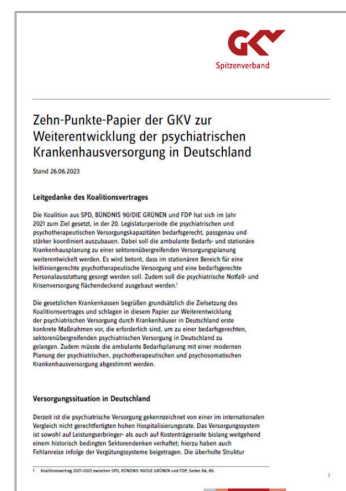 GKV
Spitzenverband
Zehn-Punkte-Papier der GKV zur
Weiterentwicklung der psychiatrischen
Krankenhausversorgung in Deutschland
Stand 26.06.2023
Leitgedanke des Koalitionsvertrages
Die Koalition aus SPD, BÜNDNIS 90/DIE GRÜNEN und FDP hat sich im Jahr
2021 zum Ziel gesetzt, in der 20. Legislaturperiode die psychiatrischen und
psychotherapeutischen Versorgungskapazitäten bedarfsgerecht, passgenau und
stärker koordiniert auszubauen. Dabei soll die ambulante Bedarfs- und stationäre
Krankenhausplanung zu einer sektorenübergreifenden Versorgungsplanung
weiterentwickelt werden. Es wird betont, dass im stationären Bereich für eine
leitliniengerechte psychotherapeutische Versorgung und eine bedarfsgerechte
Personalausstattung gesorgt werden soll. Zudem soll die psychiatrische Notfall- und
Krisenversorgung flächendeckend ausgebaut werden.¹
Die gesetzlichen Krankenkassen begrüßen grundsätzlich die Zielsetzung des
Koalitionsvertrages und schlagen in diesem Papier zur Weiterentwicklung
der psychiatrischen Versorgung durch Krankenhäuser in Deutschland erste
konkrete Maßnahmen vor, die erforderlich sind, um zu einer bedarfsgerechten,
sektorenübergreifenden psychiatrischen Versorgung in Deutschland zu
gelangen. Zudem müsste die ambulante Bedarfsplanung mit einer modernen
Planung der psychiatrischen, psychotherapeutischen und psychosomatischen
Krankenhausversorgung abgestimmt werden.
Versorgungssituation in Deutschland
Derzeit ist die psychiatrische Versorgung gekennzeichnet von einer im internationalen
Vergleich nicht gerechtfertigten hohen Hospitalisierungsrate. Das Versorgungssystem
ist sowohl auf Leistungserbringer- als auch auf Kostenträgerseite bislang weitgehend
einem historisch bedingten Sektorendenken verhaftet; hierzu haben auch
Fehlanreize infolge der Vergütungssysteme beigetragen. Die überholte Struktur
1 Koalitionsvertrag 2021-2025 zwischen SPD, BÜNDNIS 90/DIE GRÜNEN und FDP, Seiten 84, 86.
1